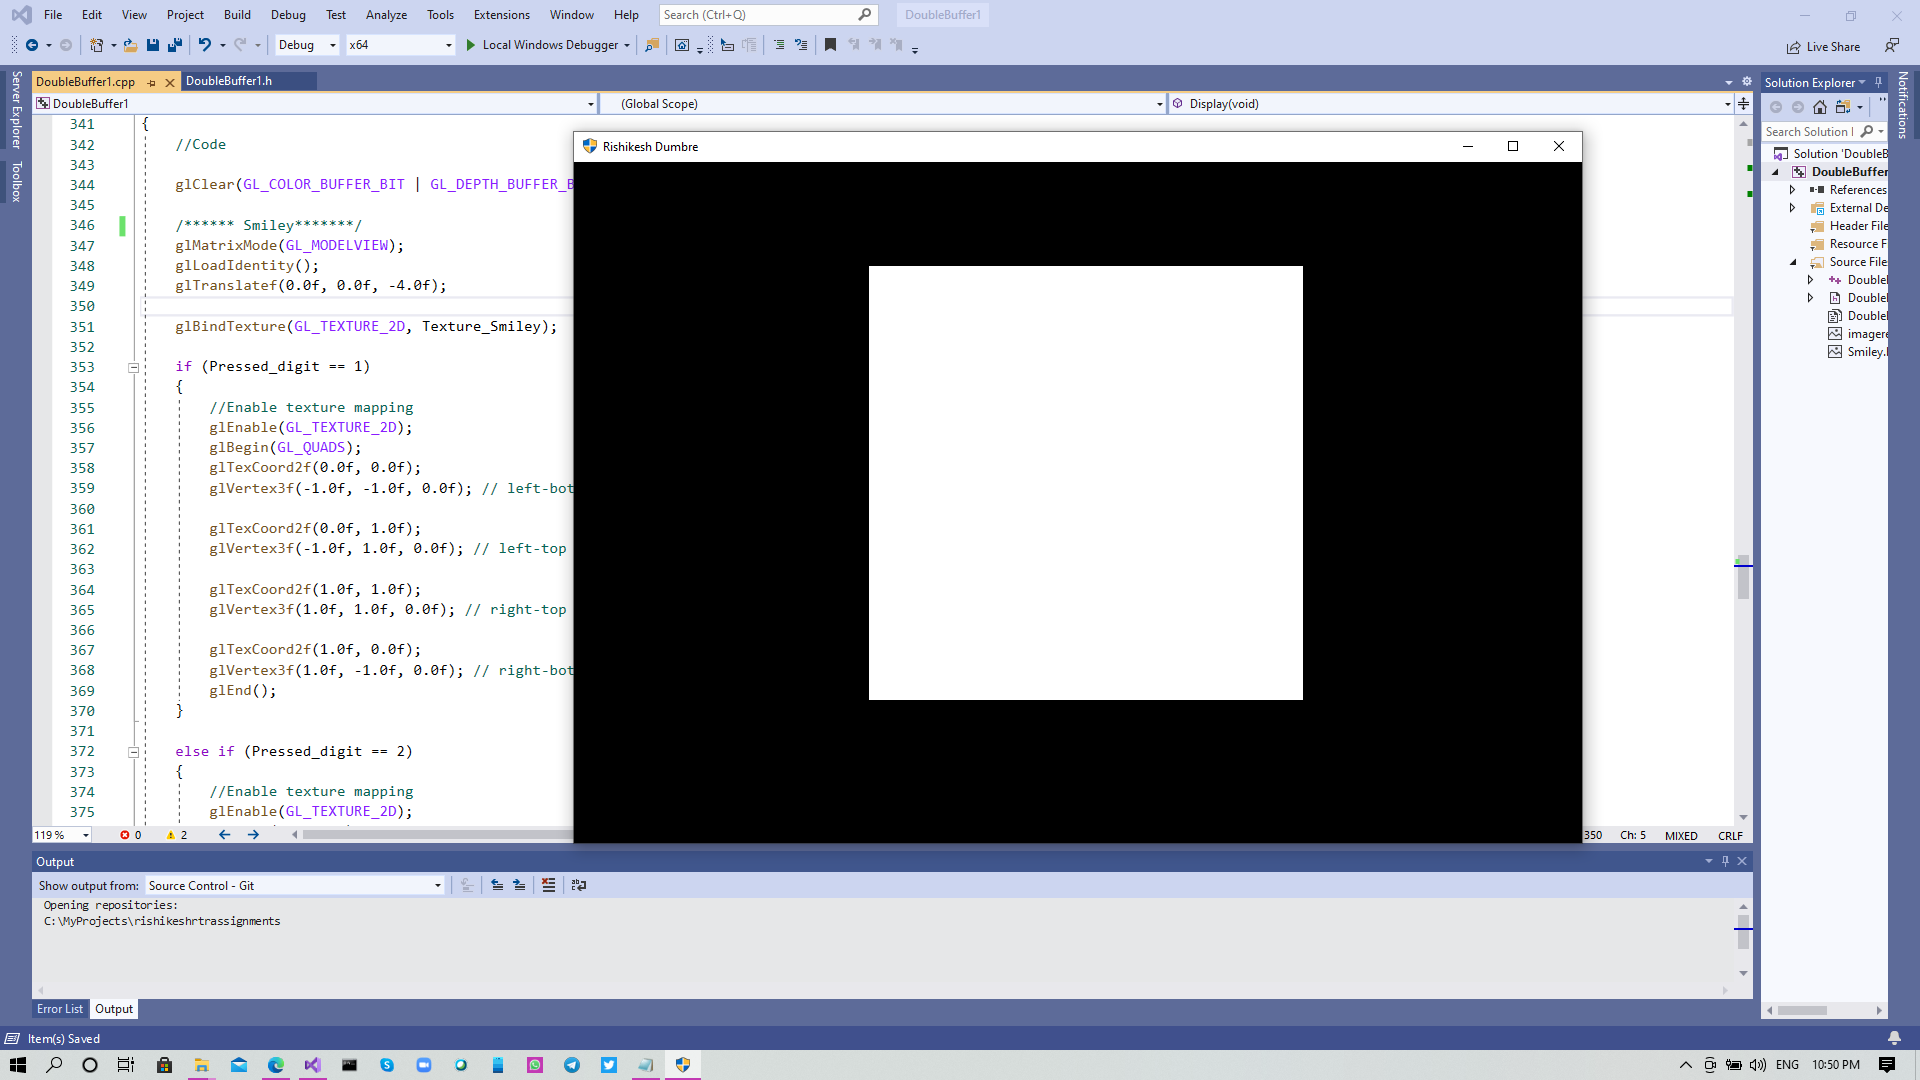 File Edit View Project Build Debug Test Analyze Tools Extensions Window Help Search (Ctrl+Q) DoubleBuffer1
Debug x64 Local Windows Debugger Live Share
DoubleBuffer1.cpp DoubleBuffer1.h
DoubleBuffer1 (Global Scope) Display(void)
Server Explorer
Toolbox
341 {
342 //Code
343
344 glClear(GL_COLOR_BUFFER_BIT | GL_DEPTH_BUFFER_B
345
346 /****** Smiley*******/
347 glMatrixMode(GL_MODELVIEW);
348 glLoadIdentity();
349 glTranslatef(0.0f, 0.0f, -4.0f);
350
351 glBindTexture(GL_TEXTURE_2D, Texture_Smiley);
352
353 if (Pressed_digit == 1)
354 {
355 //Enable texture mapping
356 glEnable(GL_TEXTURE_2D);
357 glBegin(GL_QUADS);
358 glTexCoord2f(0.0f, 0.0f);
359 glVertex3f(-1.0f, -1.0f, 0.0f); // left-bot
360
361 glTexCoord2f(0.0f, 1.0f);
362 glVertex3f(-1.0f, 1.0f, 0.0f); // left-top
363
364 glTexCoord2f(1.0f, 1.0f);
365 glVertex3f(1.0f, 1.0f, 0.0f); // right-top
366
367 glTexCoord2f(1.0f, 0.0f);
368 glVertex3f(1.0f, -1.0f, 0.0f); // right-bot
369 glEnd();
370 }
371
372 else if (Pressed_digit == 2)
373 {
374 //Enable texture mapping
375 glEnable(GL_TEXTURE_2D);
Rishikesh Dumbre
119 % 0 2 350 Ch: 5 MIXED CRLF
Output
Show output from: Source Control - Git
Opening repositories:
C:\MyProjects\rishikeshrtrassignments
Error List Output
Solution Explorer
Search Solution
Solution 'DoubleB
DoubleBuffer
References
External De
Header File
Resource F
Source File
Doublel
Doublel
Doublel
imagere
Smiley.
Notifications
Item(s) Saved
ENG 10:50 PM